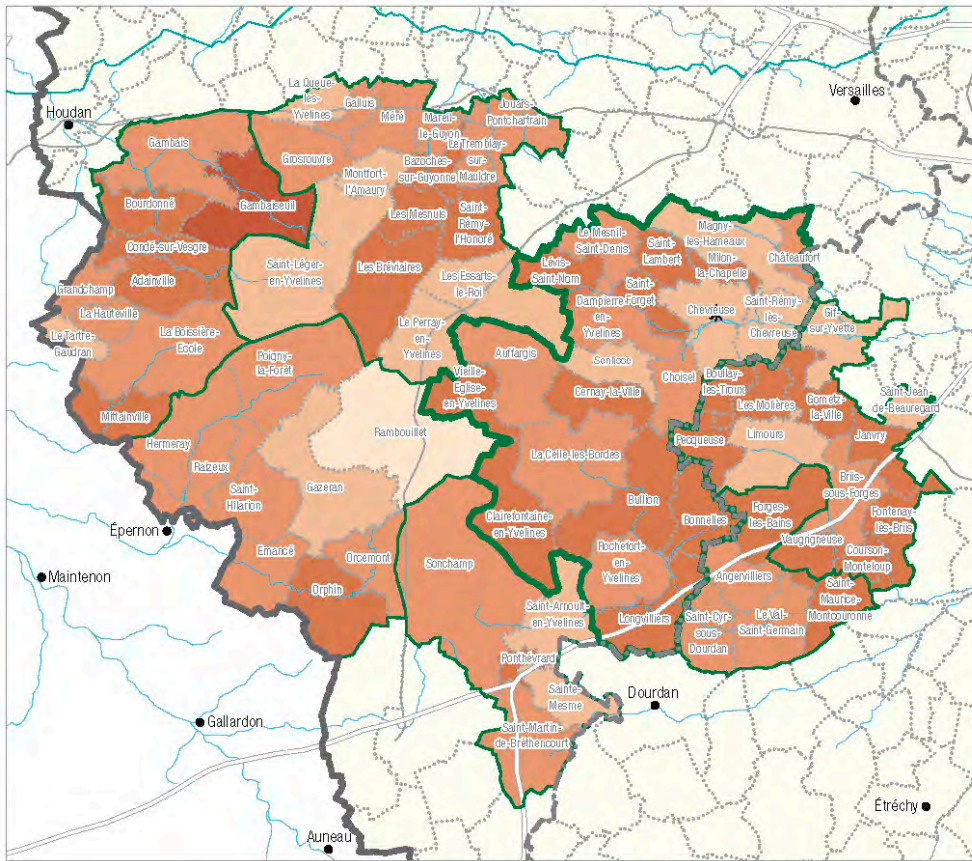 La Queue-
les-
Yvelines
Galluis
Méré
Mareil-
le-Guyon
Jouars-
Pontchartrain
Versailles
Houdan
Gambais
Grosrouvre
Le Tremblay-
sur-
Mauldre
Bazoches-
sur-Guyonne
Montfort-
l'Amaury
Bourdonné
Gambaiseuil
Les Mesnuls
Saint-
Rémy-
l'Honoré
Magny-
les-Hameaux
Le Mesnil-
Saint-Denis
Saint-
Lambert
Milon-
la-Chapelle
Châteaufort
Condé-sur-Vesgre
Saint-Léger-
en-Yvelines
Les Bréviaires
Lévis-
Saint-Nom
Adainville
Les Essarts-
le-Roi
Saint-
Forget
Grandchamp
Dampierre-
en-
Yvelines
Chevreuse
Saint-Rémy-
lès-
Chevreuse
Gif-
sur-Yvette
La Hauteville
Le Perray-
en-
Yvelines
Le Tartre-
Gaudran
La Boissière-
Ecole
Auffargis
Senlisse
Poigny-
la-Forêt
Choisel
Boullay-
les-Troux
Vieille-
Eglise-
en-Yvelines
Cernay-la-Ville
Les Molières
Gometz-
la-Ville
Saint-Jean-
de-Beauregard
Mittainville
Hermeray
Rambouillet
Pecqueuse
Limours
Janvry
Raizeux
La Celle-les-Bordes
Gazeran
Saint-
Hilarion
Bullion
Briis-
sous-Forges
Épernon
Clairefontaine-
en-Yvelines
Bonnelles
Forges-
les-Bains
Fontenay-
lès-Briis
Emancé
Orcemont
Vaugrigneuse
Sonchamp
Rochefort-
en-
Yvelines
Courson-
Monteloup
Maintenon
Orphin
Angervilliers
Saint-
Maurice-
Montcouronne
Saint-Arnoult-
en-Yvelines
Longvilliers
Saint-Cyr-
sous-
Dourdan
Le Val-
Saint-Germain
Ponthévrard
Sainte-
Mesme
Dourdan
Gallardon
Saint-Martin-
de-Bréthencourt
Étréchy
Auneau